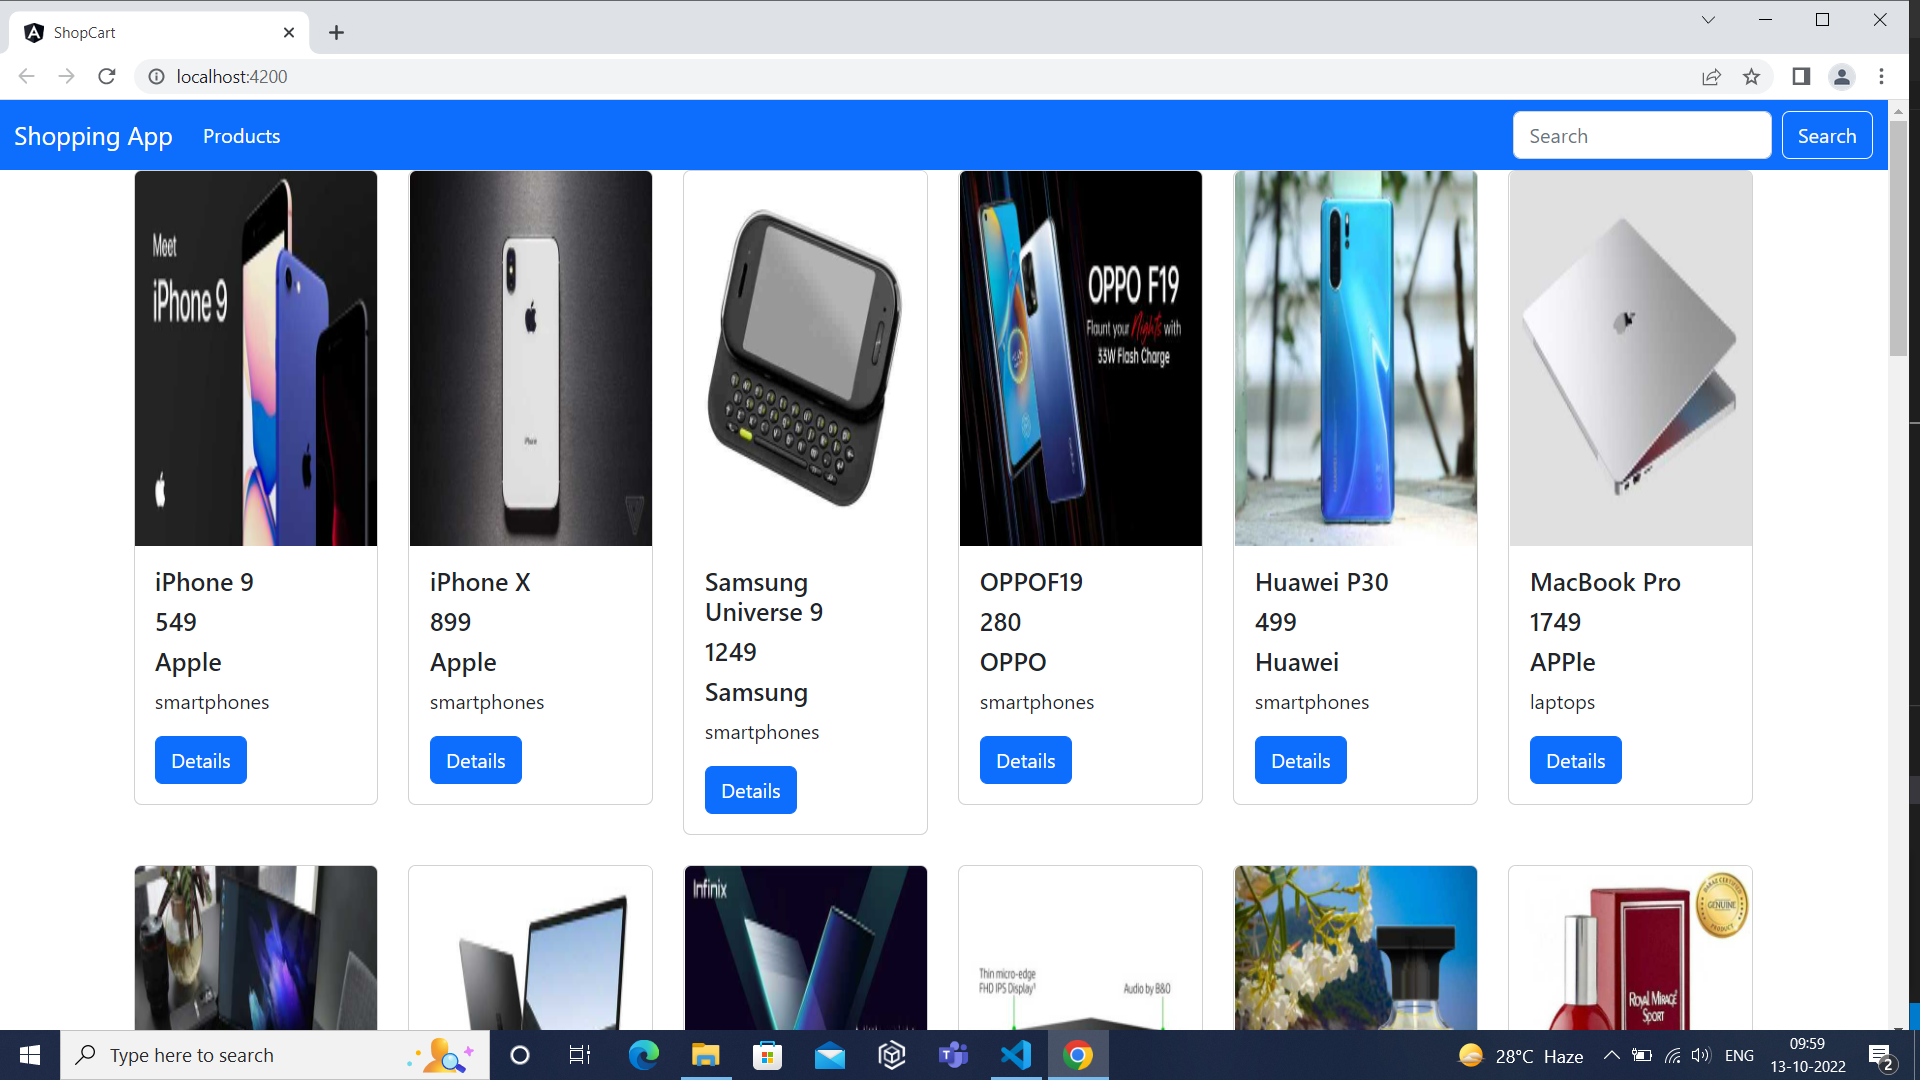 ShopCart
localhost:4200
Shopping App
Products
Search
Search
Meet
iPhone 9
iPhone
OPPO F19
Flaunt your Nights with
33W Flash Charge
iPhone 9
549
Apple
smartphones
Details
iPhone X
899
Apple
smartphones
Details
Samsung
Universe 9
1249
Samsung
smartphones
Details
OPPOF19
280
OPPO
smartphones
Details
Huawei P30
499
Huawei
smartphones
Details
MacBook Pro
1749
APPle
laptops
Details
Infinix
Thin micro-edge
FHD IPS Display¹
Audio by B&O
GENUINE
ROYAL MIRAGE
SPORT
Type here to search
28°C Haze
ENG
09:59
13-10-2022
2